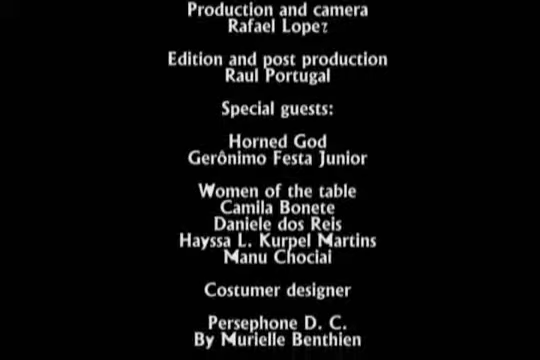 Production and camera
Rafael Lopez
Edition and post production
Raul Portugal
Special guests:
Horned God
Gerônimo Festa Junior
Women of the table
Camila Bonete
Daniele dos Reis
Hayssa L. Kurpel Martins
Manu Chociai
Costumer designer
Persephone D. C.
By Murielle Benthien